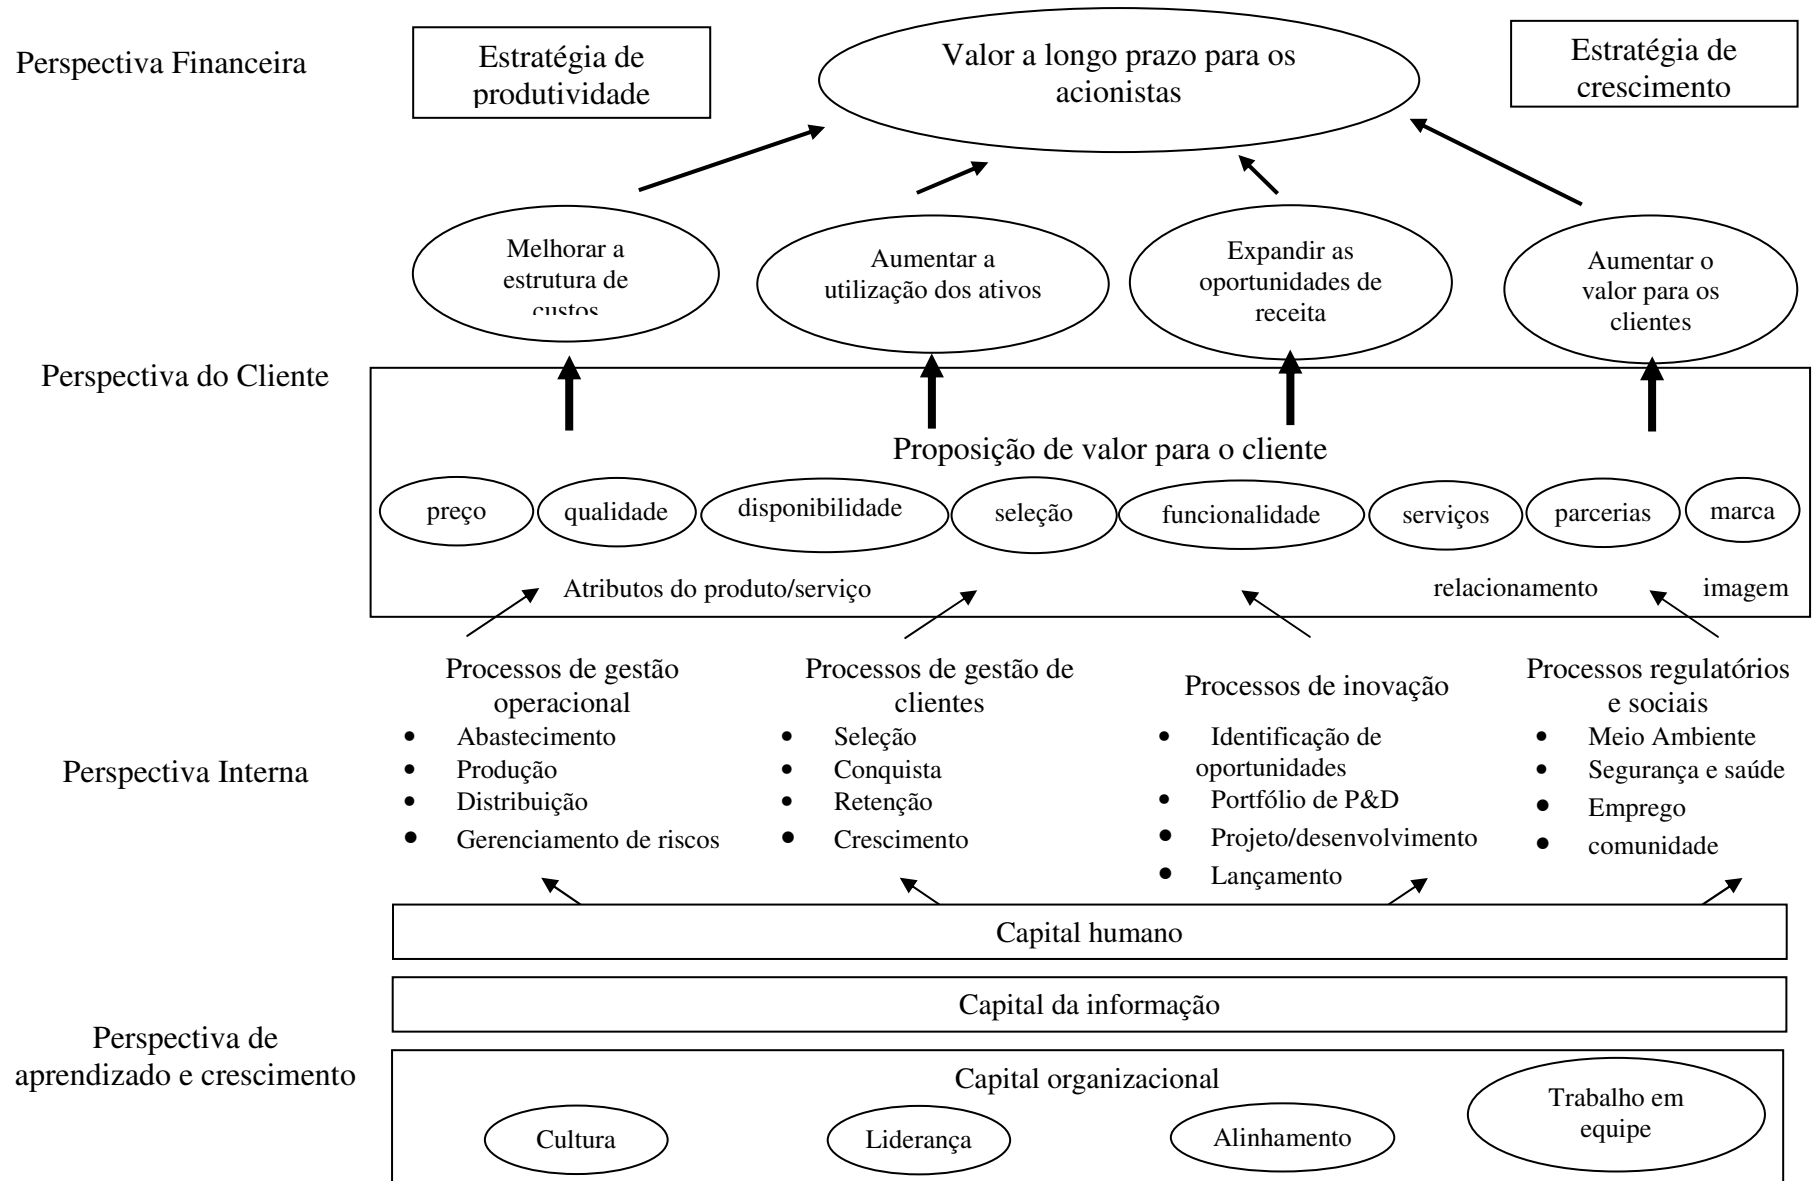 Perspectiva Financeira
Estratégia de
produtividade
Valor a longo prazo para os
acionistas
Estratégia de
crescimento
Melhorar a
estrutura de
custos
Aumentar a
utilização dos ativos
Expandir as
oportunidades de
receita
Aumentar o
valor para os
clientes
Perspectiva do Cliente
Proposição de valor para o cliente
preço
qualidade
disponibilidade
seleção
funcionalidade
serviços
parcerias
marca
Atributos do produto/serviço
relacionamento
imagem
Perspectiva Interna
Processos de gestão
operacional
• Abastecimento
• Produção
• Distribuição
• Gerenciamento de riscos
Processos de gestão de
clientes
• Seleção
• Conquista
• Retenção
• Crescimento
Processos de inovação
• Identificação de
oportunidades
• Portfólio de P&D
• Projeto/desenvolvimento
• Lançamento
Processos regulatórios
e sociais
• Meio Ambiente
• Segurança e saúde
• Emprego
• comunidade
Perspectiva de
aprendizado e crescimento
Capital humano
Capital da informação
Capital organizacional
Cultura
Liderança
Alinhamento
Trabalho em
equipe